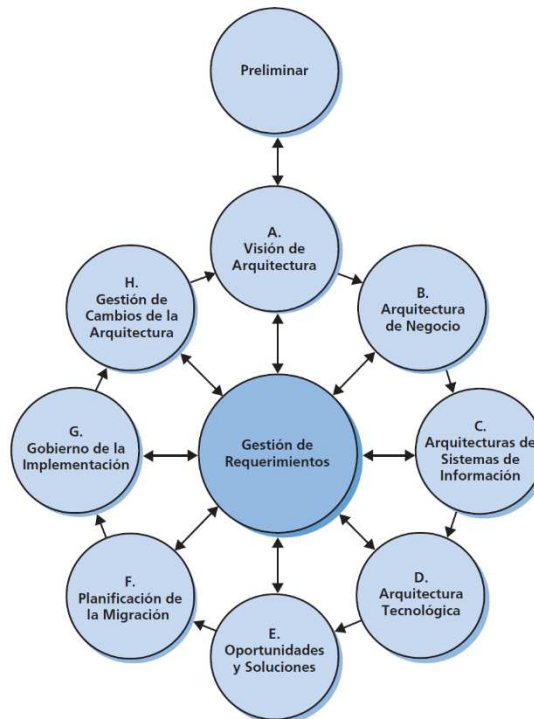 Preliminar
A.
Visión de
Arquitectura
B.
Arquitectura
de Negocio
C.
Arquitecturas de
Sistemas de
Información
D.
Arquitectura
Tecnológica
E.
Oportunidades
y Soluciones
F.
Planificación de
la Migración
G.
Gobierno de la
Implementación
H.
Gestión de
Cambios de la
Arquitectura
Gestión de
Requerimientos